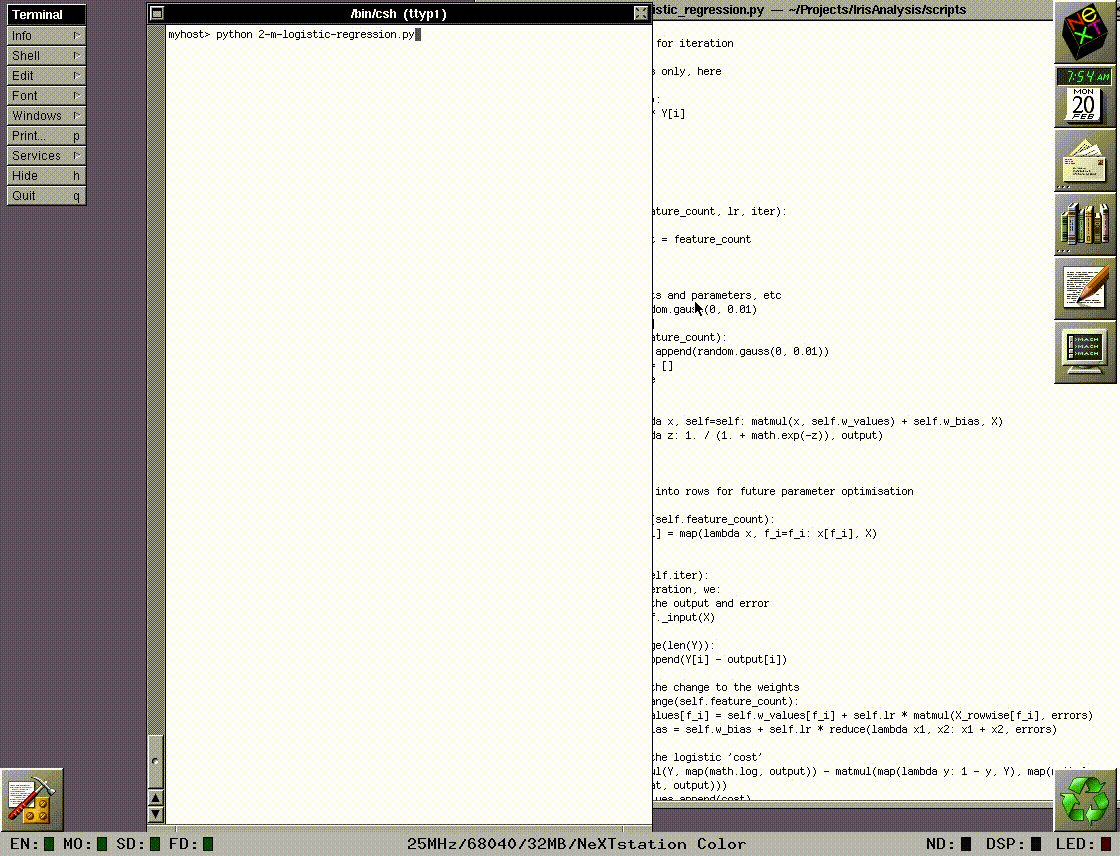 Terminal
Info
Shell
Edit
Font
Windows
Print... p
Services
Hide h
Quit q
/bin/csh (ttyp1)
myhost> python 2-m-logistic-regression.py
istic_regression.py — ~/Projects/IrisAnalysis/scripts
for iteration
s only, here
):
* Y[i]
ature_count, lr, iter):
t = feature_count
ts and parameters, etc
dom.gauss(0, 0.01)
]
ature_count):
append(random.gauss(0, 0.01))
= []
e
da x, self=self: matmul(x, self.w_values) + self.w_bias, X)
da z: 1. / (1. + math.exp(-z)), output)
into rows for future parameter optimisation
(self.feature_count):
i] = map(lambda x, f_i=f_i: x[f_i], X)
elf.iter):
eration, we:
the output and error
f._input(X)
ge(len(Y)):
ppend(Y[i] - output[i])
the change to the weights
ange(self.feature_count):
alues[f_i] = self.w_values[f_i] + self.lr * matmul(X_rowwise[f_i], errors)
ias = self.w_bias + self.lr * reduce(lambda x1, x2: x1 + x2, errors)
the logistic 'cost'
ul(Y, map(math.log, output)) - matmul(map(lambda y: 1 - y, Y), map(
at, output)))
lues.append(cost)
NeXT
7:54 AM
MON
20
FEB
MACH
MACH
MACH
EN: MO: SD: FD: 25MHz/68040/32MB/NeXTstation Color ND: DSP: LED: